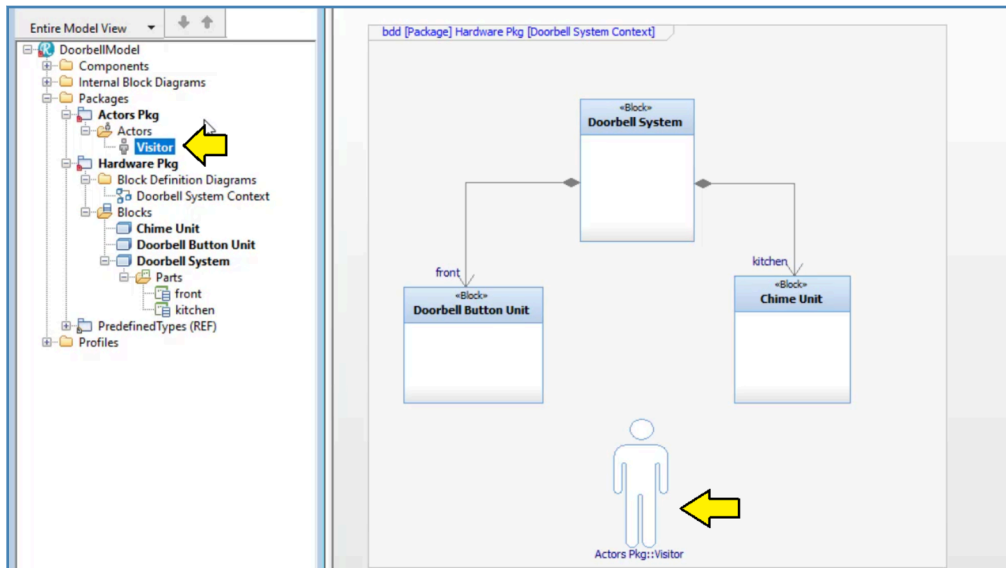 Entire Model View
DoorbellModel
Components
Internal Block Diagrams
Packages
Actors Pkg
Actors
Visitor
Hardware Pkg
Block Definition Diagrams
Doorbell System Context
Blocks
Chime Unit
Doorbell Button Unit
Doorbell System
Parts
front
kitchen
PredefinedTypes (REF)
Profiles
bdd [Package] Hardware Pkg [Doorbell System Context]
«Block»
Doorbell System
front
kitchen
«Block»
Doorbell Button Unit
«Block»
Chime Unit
Actors Pkg::Visitor